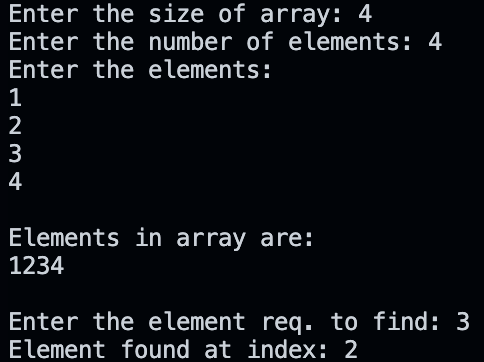 Enter the size of array: 4
Enter the number of elements: 4
Enter the elements:
1
2
3
4
Elements in array are:
1234
Enter the element req. to find: 3
Element found at index: 2